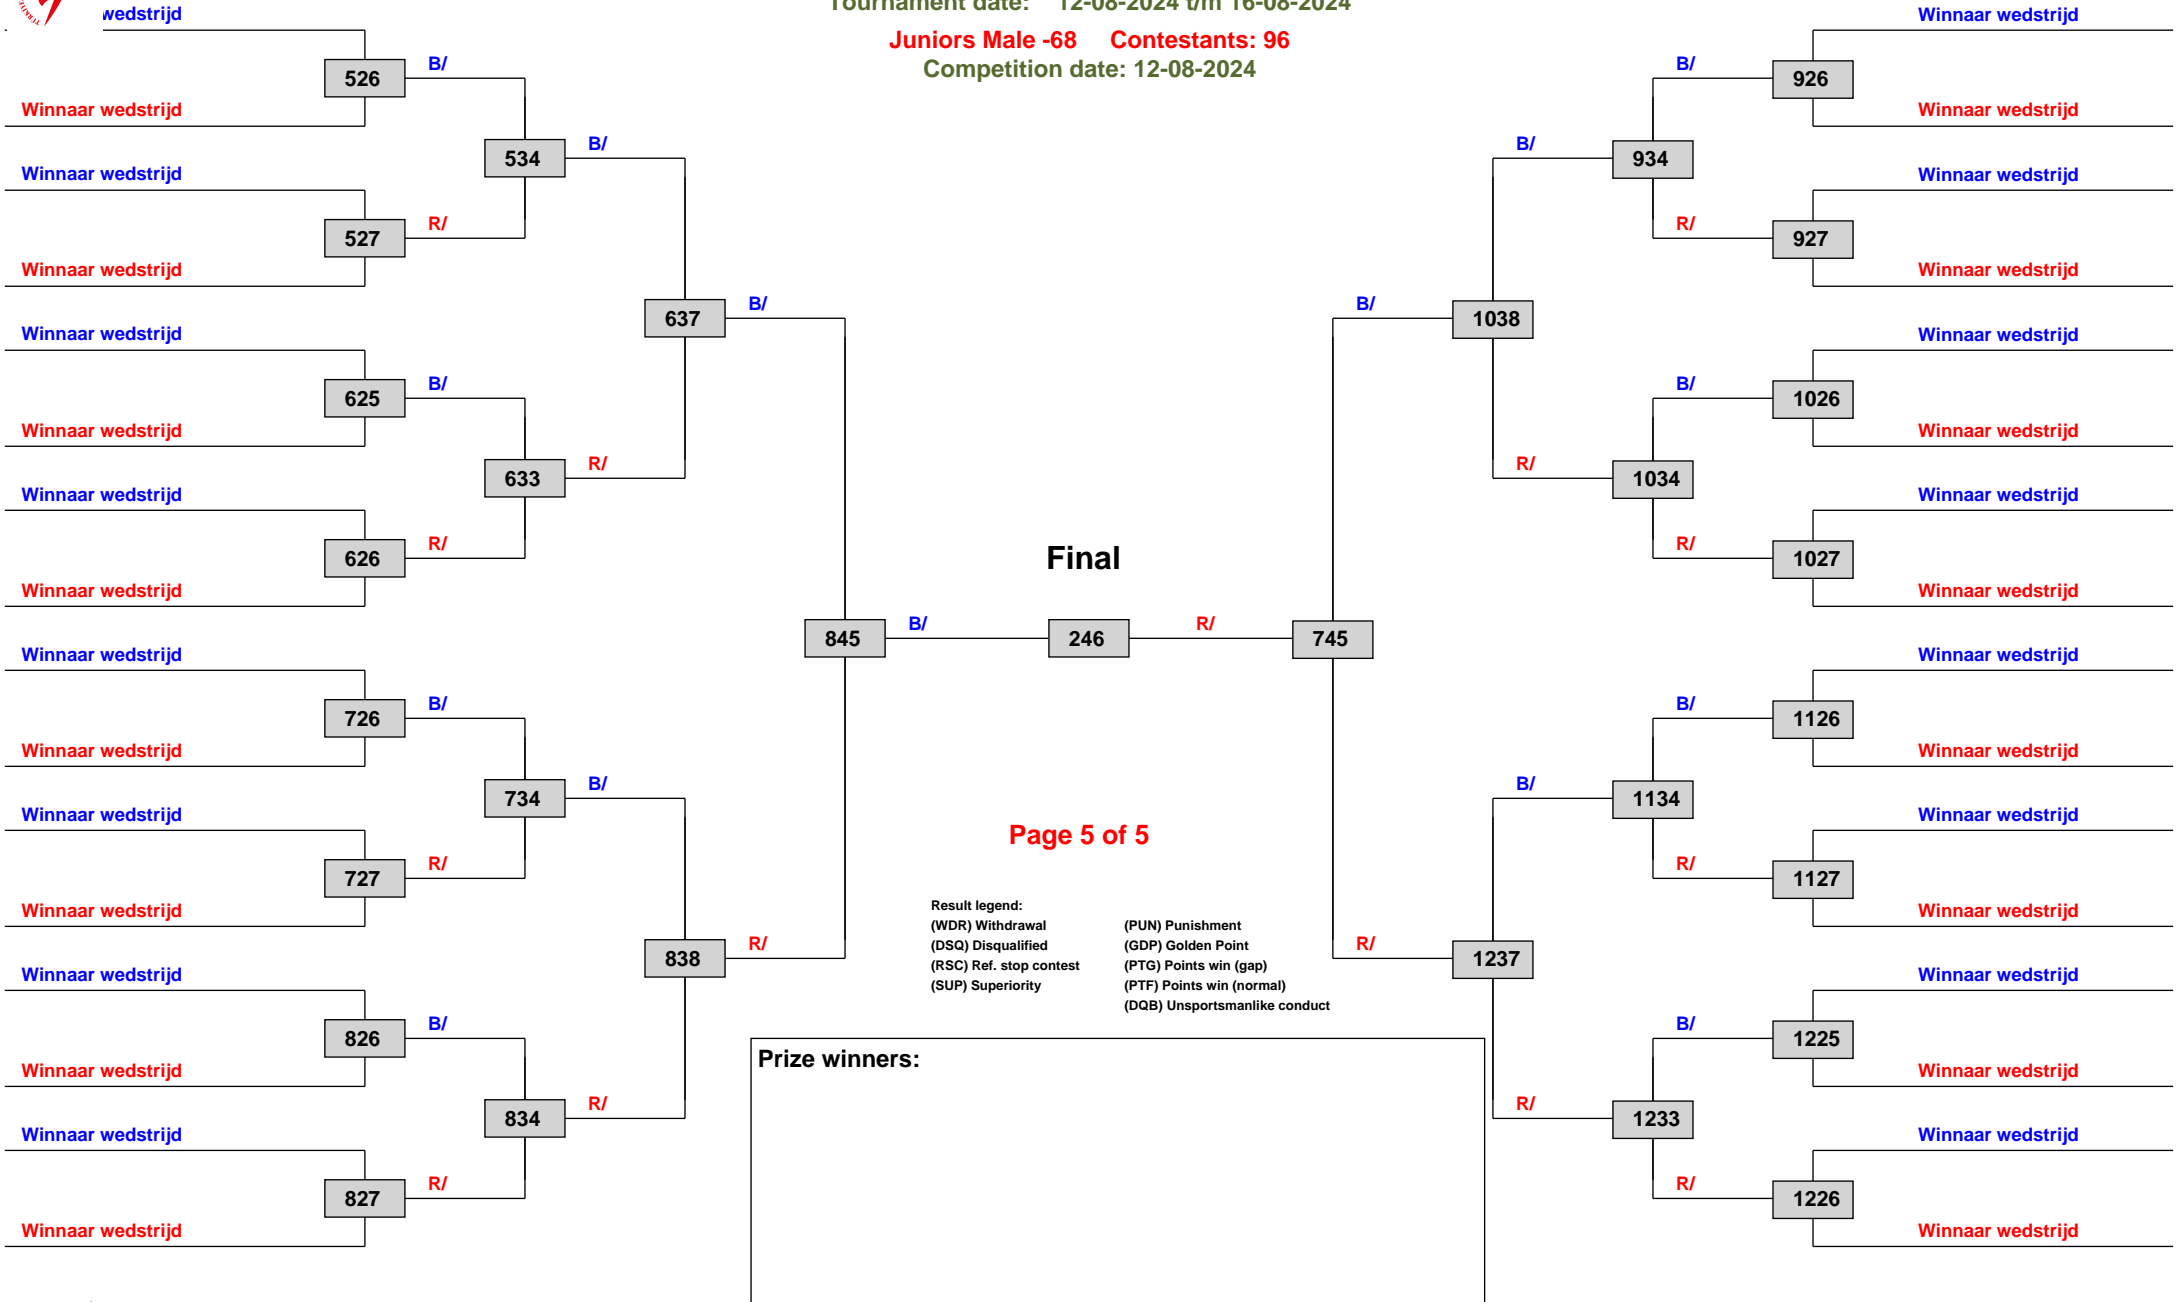 Tournament date: 12-08-2024 t/m 16-08-2024
Juniors Male -68 Contestants: 96
Competition date: 12-08-2024
wedstrijd
526
B/
Winnaar wedstrijd
534
B/
Winnaar wedstrijd
527
R/
Winnaar wedstrijd
637
B/
Winnaar wedstrijd
625
B/
Winnaar wedstrijd
633
R/
Winnaar wedstrijd
626
R/
Winnaar wedstrijd
845
B/
Winnaar wedstrijd
726
B/
Winnaar wedstrijd
734
B/
Winnaar wedstrijd
727
R/
Winnaar wedstrijd
838
R/
Winnaar wedstrijd
826
B/
Winnaar wedstrijd
834
R/
Winnaar wedstrijd
827
R/
Winnaar wedstrijd
Final
246
R/
745
Page 5 of 5
Result legend:
(WDR) Withdrawal
(DSQ) Disqualified
(RSC) Ref. stop contest
(SUP) Superiority
(PUN) Punishment
(GDP) Golden Point
(PTG) Points win (gap)
(PTF) Points win (normal)
(DQB) Unsportsmanlike conduct
Prize winners:
Winnaar wedstrijd
B/
926
Winnaar wedstrijd
B/
934
Winnaar wedstrijd
R/
927
Winnaar wedstrijd
B/
1038
Winnaar wedstrijd
B/
1026
Winnaar wedstrijd
R/
1034
Winnaar wedstrijd
R/
1027
Winnaar wedstrijd
Winnaar wedstrijd
B/
1126
Winnaar wedstrijd
B/
1134
Winnaar wedstrijd
R/
1127
Winnaar wedstrijd
R/
1237
Winnaar wedstrijd
B/
1225
Winnaar wedstrijd
R/
1233
Winnaar wedstrijd
R/
1226
Winnaar wedstrijd